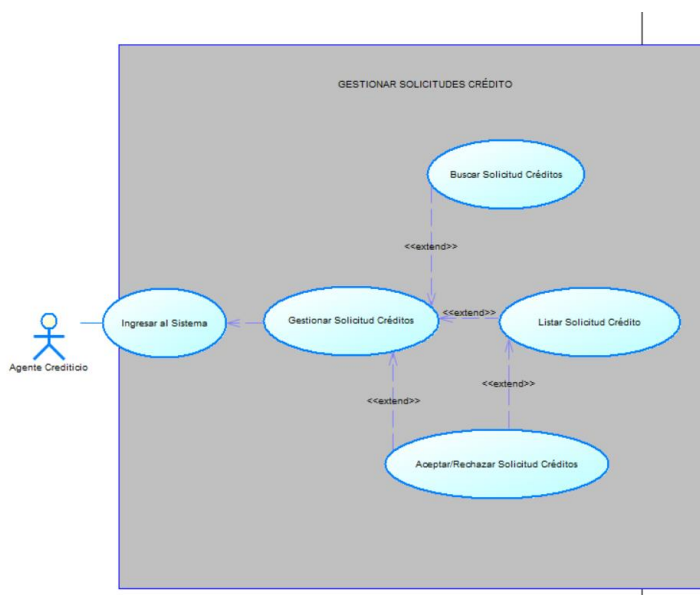 GESTIONAR SOLICITUDES CRÉDITO
Buscar Solicitud Créditos
<<extend>>
Ingresar al Sistema
Gestionar Solicitud Créditos
<<extend>>
Listar Solicitud Crédito
Agente Crediticio
<<extend>>
<<extend>>
Aceptar/Rechazar Solicitud Créditos